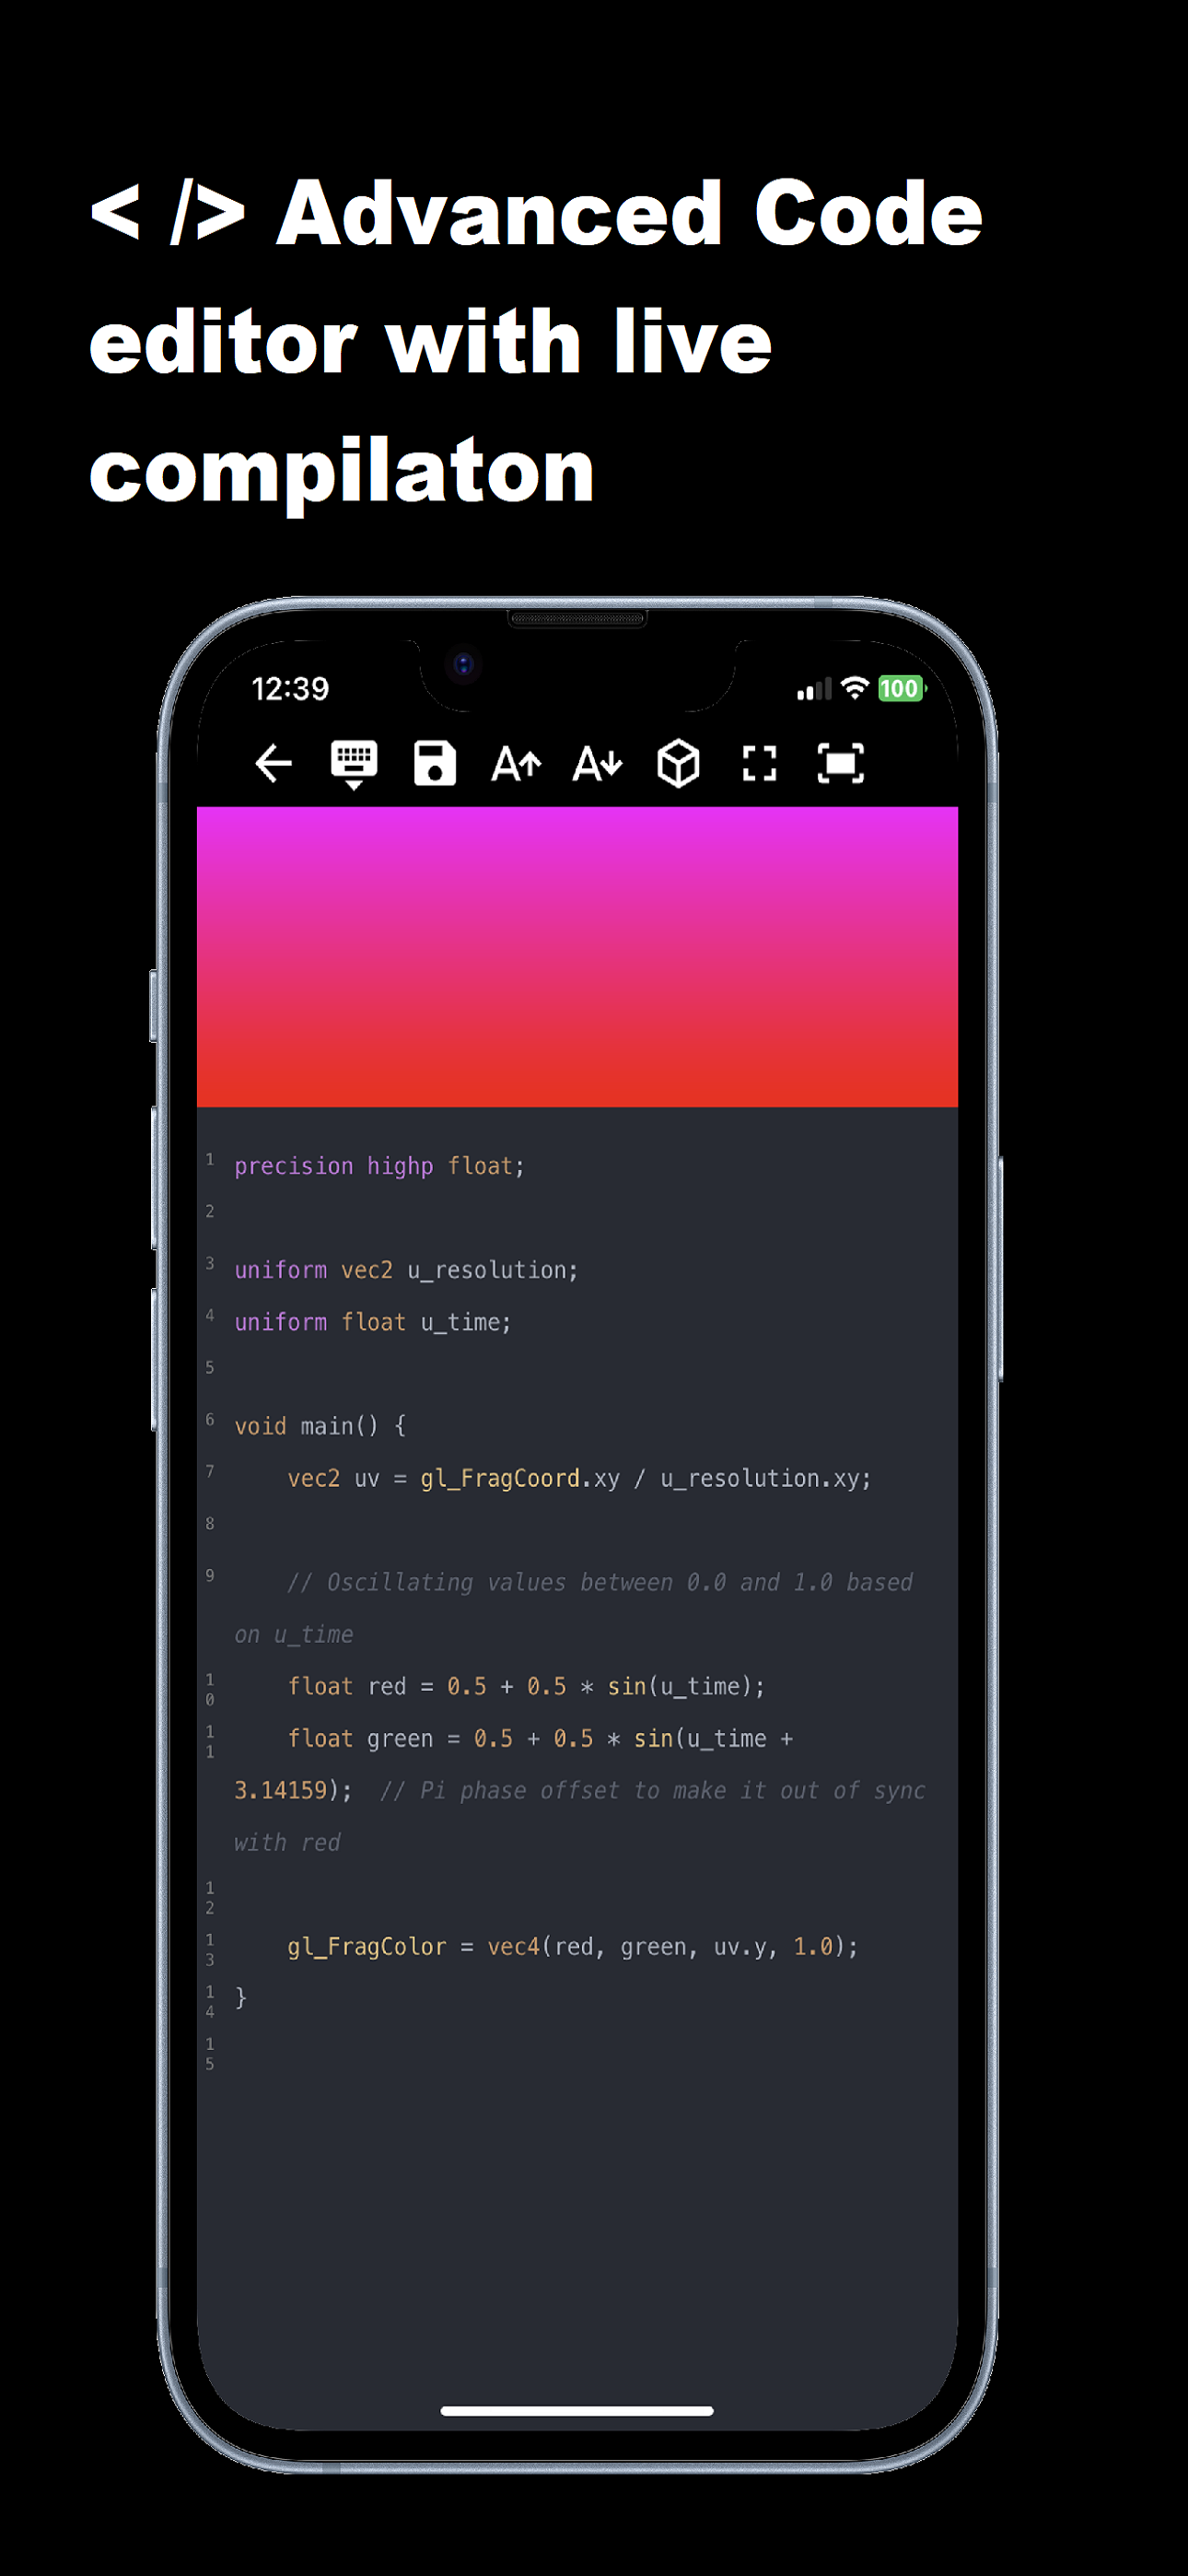 < /> Advanced Code
editor with live
compilaton
12:39
100
A
A
1 precision highp float;
2
3 uniform vec2 u_resolution;
4 uniform float u_time;
5
6 void main() {
7 vec2 uv = gl_FragCoord.xy / u_resolution.xy;
8
9 // Oscillating values between 0.0 and 1.0 based
on u_time
10 float red = 0.5 + 0.5 * sin(u_time);
11 float green = 0.5 + 0.5 * sin(u_time +
3.14159); // Pi phase offset to make it out of sync
with red
12
13 gl_FragColor = vec4(red, green, uv.y, 1.0);
14 }
15